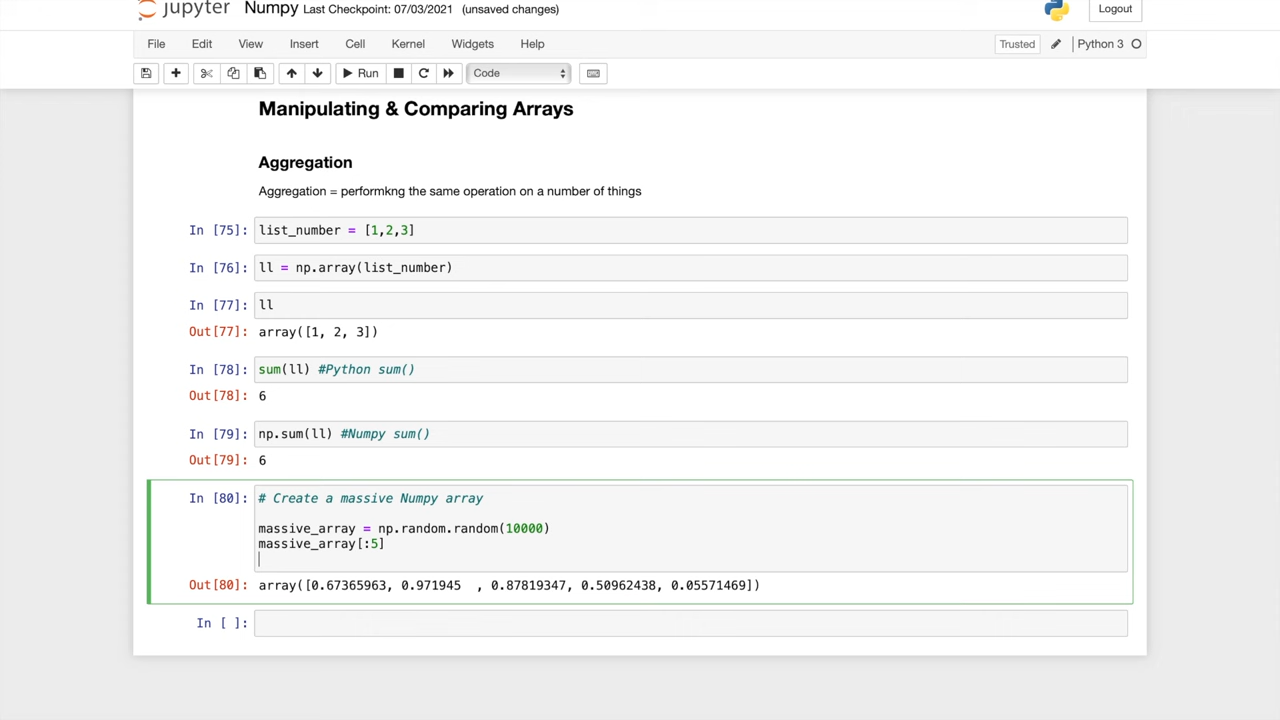 jupyter Numpy Last Checkpoint: 07/03/2021 (unsaved changes) Logout
File Edit View Insert Cell Kernel Widgets Help Trusted Python 3
Run Code
Manipulating & Comparing Arrays
Aggregation
Aggregation = performkng the same operation on a number of things
In [75]: list_number = [1,2,3]
In [76]: ll = np.array(list_number)
In [77]: ll
Out[77]: array([1, 2, 3])
In [78]: sum(ll) #Python sum()
Out[78]: 6
In [79]: np.sum(ll) #Numpy sum()
Out[79]: 6
In [80]: # Create a massive Numpy array
massive_array = np.random.random(10000)
massive_array[:5]
Out[80]: array([0.67365963, 0.971945  , 0.87819347, 0.50962438, 0.05571469])
In [ ]: